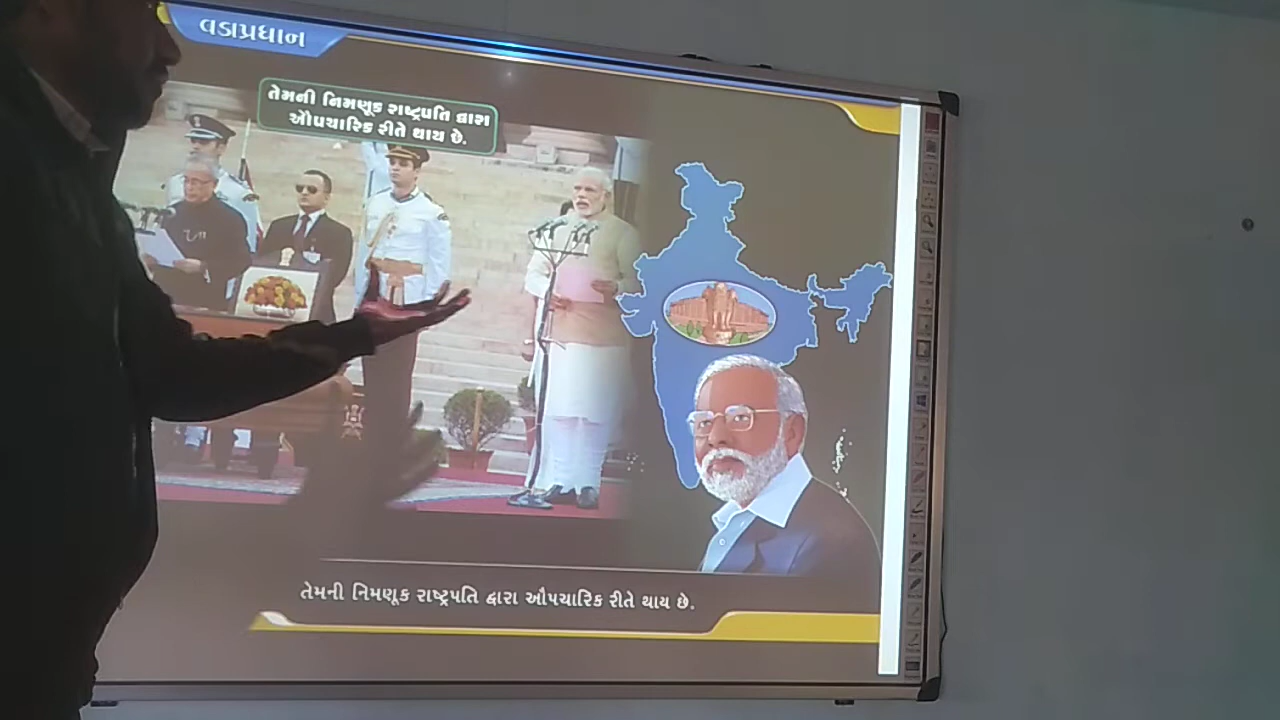 વડાપ્રધાન
તેમની નિમણૂક રાષ્ટ્રપતિ દ્વારા
ઔપચારિક રીતે થાય છે.
તેમની નિમણૂક રાષ્ટ્રપતિ દ્વારા ઔપચારિક રીતે થાય છે.